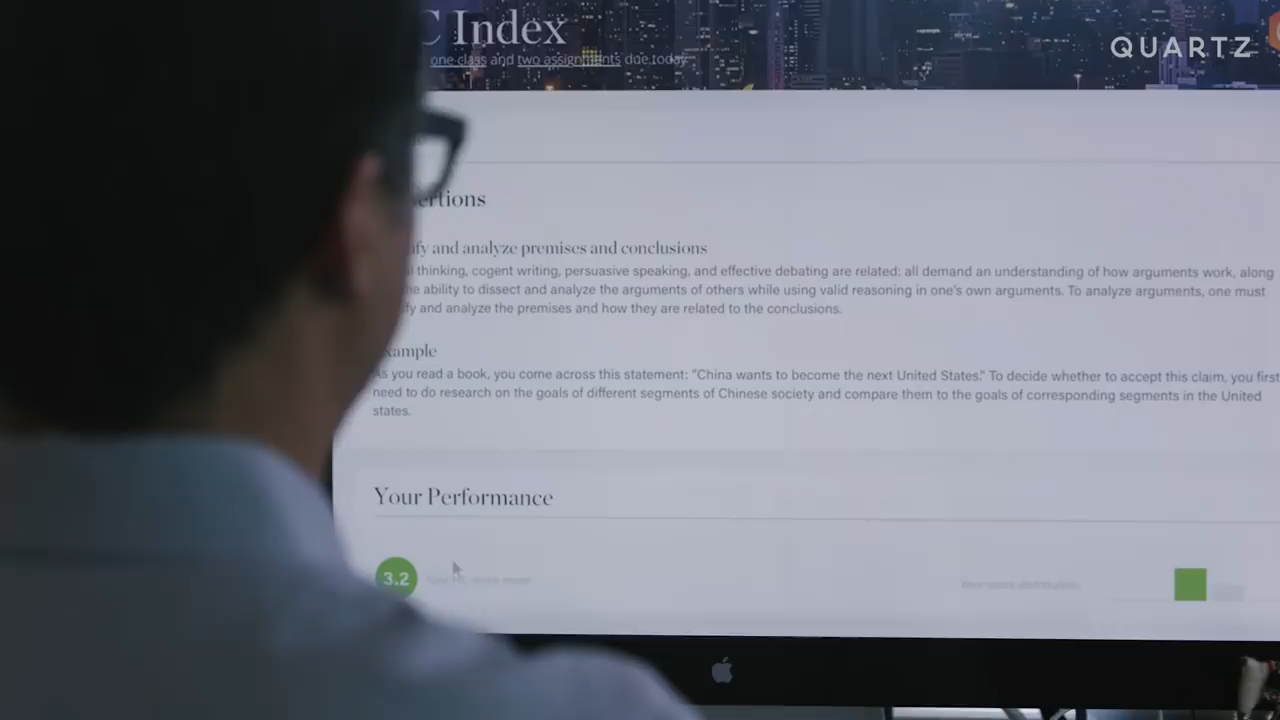 C Index
QUARTZ
one class and two assignments due today
ertions
ify and analyze premises and conclusions
l thinking, cogent writing, persuasive speaking, and effective debating are related: all demand an understanding of how arguments work, along
he ability to dissect and analyze the arguments of others while using valid reasoning in one's own arguments. To analyze arguments, one must
fy and analyze the premises and how they are related to the conclusions.
xample
As you read a book, you come across this statement: "China wants to become the next United States." To decide whether to accept this claim, you first
need to do research on the goals of different segments of Chinese society and compare them to the goals of corresponding segments in the United
states.
Your Performance
3.2